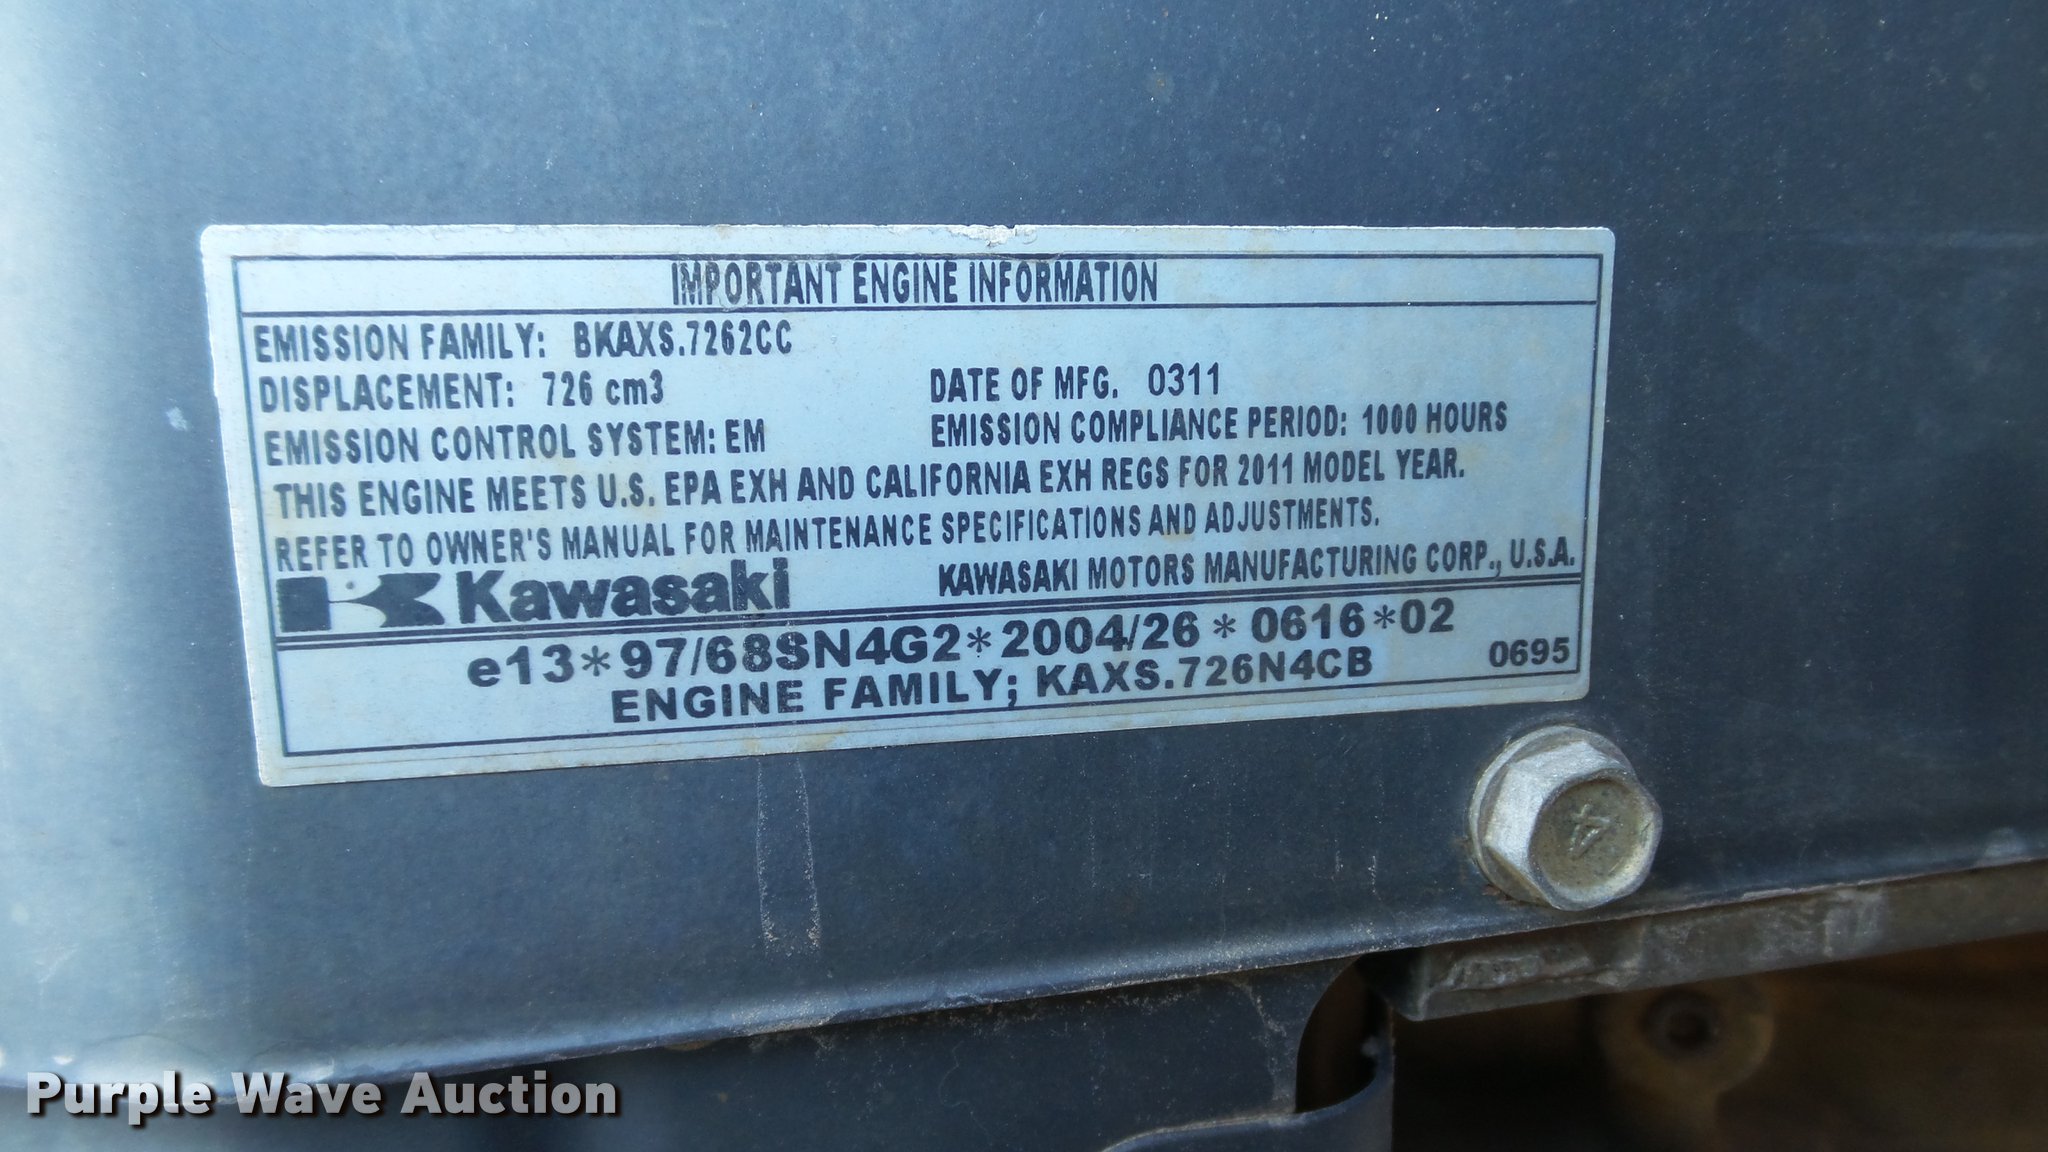 IMPORTANT ENGINE INFORMATION
EMISSION FAMILY: BKAXS.7262CC
DISPLACEMENT: 726 cm3 DATE OF MFG. 0311
EMISSION CONTROL SYSTEM: EM EMISSION COMPLIANCE PERIOD: 1000 HOURS
THIS ENGINE MEETS U.S. EPA EXH AND CALIFORNIA EXH REGS FOR 2011 MODEL YEAR.
REFER TO OWNER'S MANUAL FOR MAINTENANCE SPECIFICATIONS AND ADJUSTMENTS.
Kawasaki KAWASAKI MOTORS MANUFACTURING CORP., U.S.A.
e13*97/68SN4G2*2004/26*0616*02
ENGINE FAMILY; KAXS.726N4CB 0695
4
Purple Wave Auction